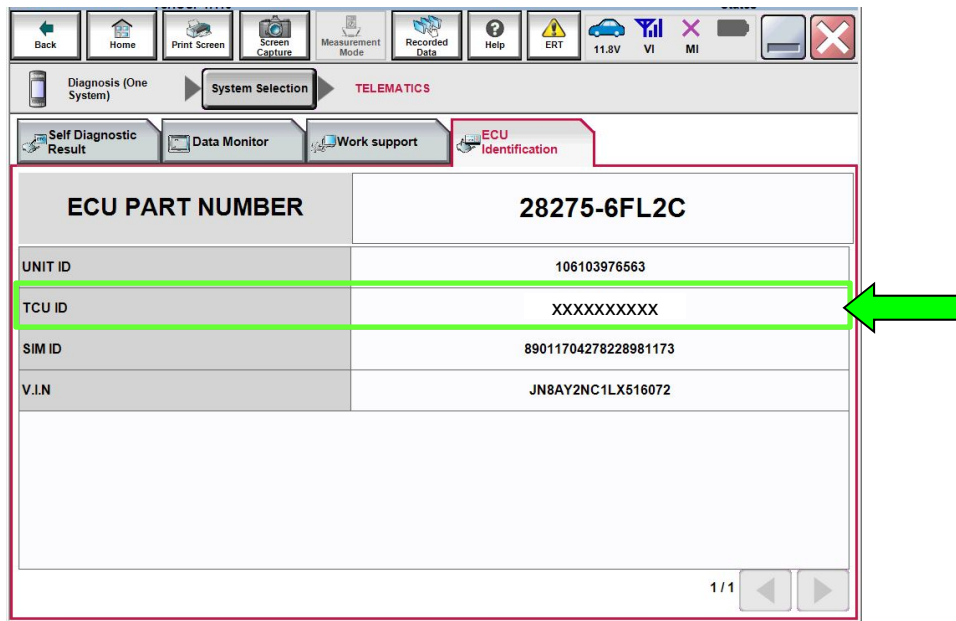 Back
Home
Print Screen
Screen
Capture
Measurement
Mode
Recorded
Data
Help
ERT
11.8V
VI
MI
Diagnosis (One
System)
System Selection
TELEMATICS
Self Diagnostic
Result
Data Monitor
Work support
ECU
Identification
ECU PART NUMBER
28275-6FL2C
UNIT ID
106103976563
TCU ID
XXXXXXXXXX
SIM ID
89011704278228981173
V.I.N
JN8AY2NC1LX516072
1/1